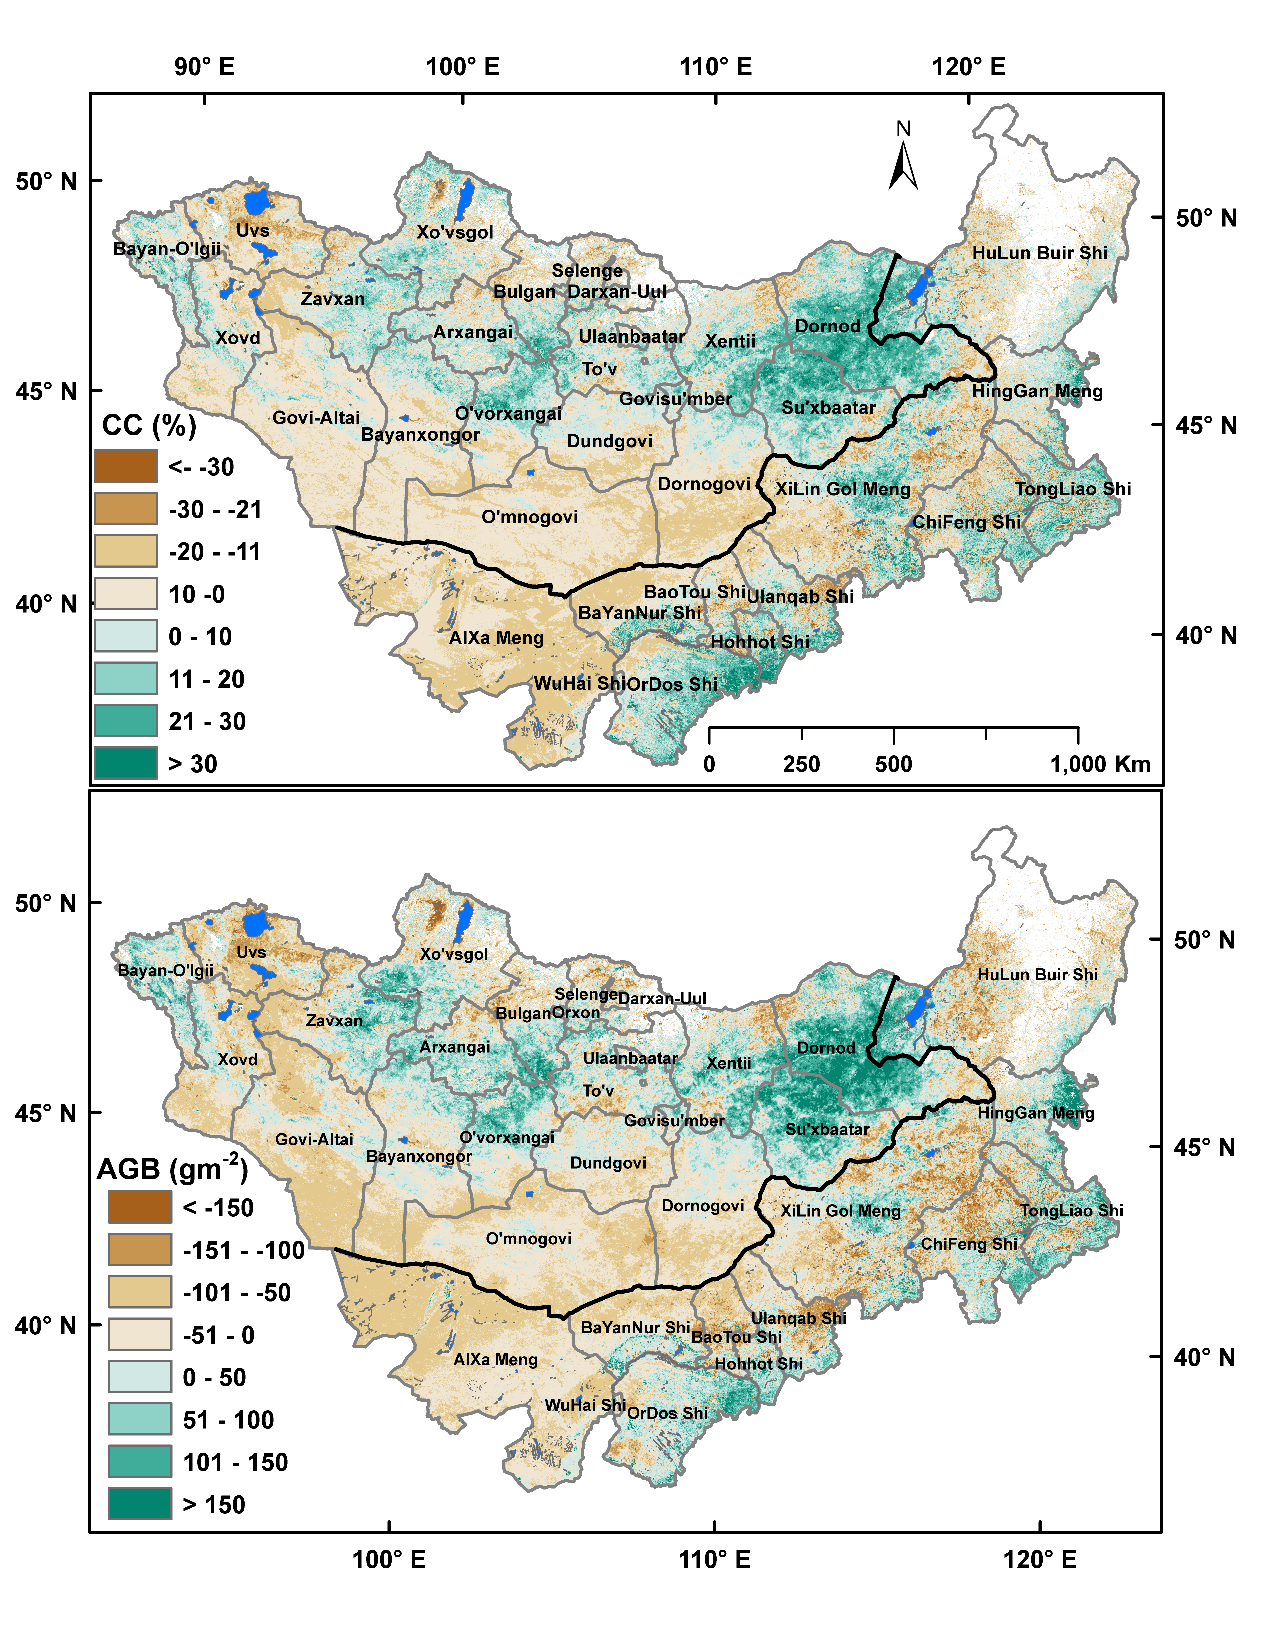 90° E 100° E 110° E 120° E
N
50° N
50° N
Uvs
Xo'vsgol
Bayan-O'lgii
HuLun Buir Shi
Selenge
Zavxan
Bulgan Darxan-Uul
Dornod
Xovd
Arxangai
Ulaanbaatar
Xentii
To'v
45° N
HingGan Meng
Govisu'mber
Govi-Altai
O'vorxangai
Su'xbaatar
CC (%)
45° N
Bayanxongor
Dundgovi
<- -30
Dornogovi
XiLin Gol Meng
TongLiao Shi
-30 - -21
O'mnogovi
ChiFeng Shi
-20 - -11
10 -0
40° N
BaoTou Shi
Ulanqab Shi
BaYanNur Shi
0 - 10
AlXa Meng
Hohhot Shi
40° N
11 - 20
WuHai Shi
OrDos Shi
21 - 30
> 30
0 250 500 1,000 Km
50° N
50° N
Uvs
Xo'vsgol
Bayan-O'lgii
HuLun Buir Shi
Selenge
Darxan-Uul
Zavxan
Bulgan
Orxon
Arxangai
Dornod
Xovd
Ulaanbaatar
Xentii
To'v
45° N
HingGan Meng
Govisu'mber
Govi-Altai
O'vorxangai
Su'xbaatar
45° N
Bayanxongor
Dundgovi
AGB (gm-2)
< -150
Dornogovi
XiLin Gol Meng
TongLiao Shi
O'mnogovi
ChiFeng Shi
-151 - -100
-101 - -50
40° N
Ulanqab Shi
BaYanNur Shi
BaoTou Shi
-51 - 0
AlXa Meng
Hohhot Shi
40° N
0 - 50
WuHai Shi
OrDos Shi
51 - 100
101 - 150
> 150
100° E 110° E 120° E